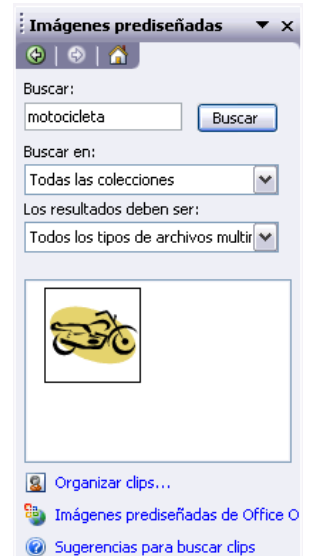 Imágenes prediseñadas
Buscar:
motocicleta Buscar
Buscar en:
Todas las colecciones
Los resultados deben ser:
Todos los tipos de archivos multir
Organizar clips...
Imágenes prediseñadas de Office O
Sugerencias para buscar clips